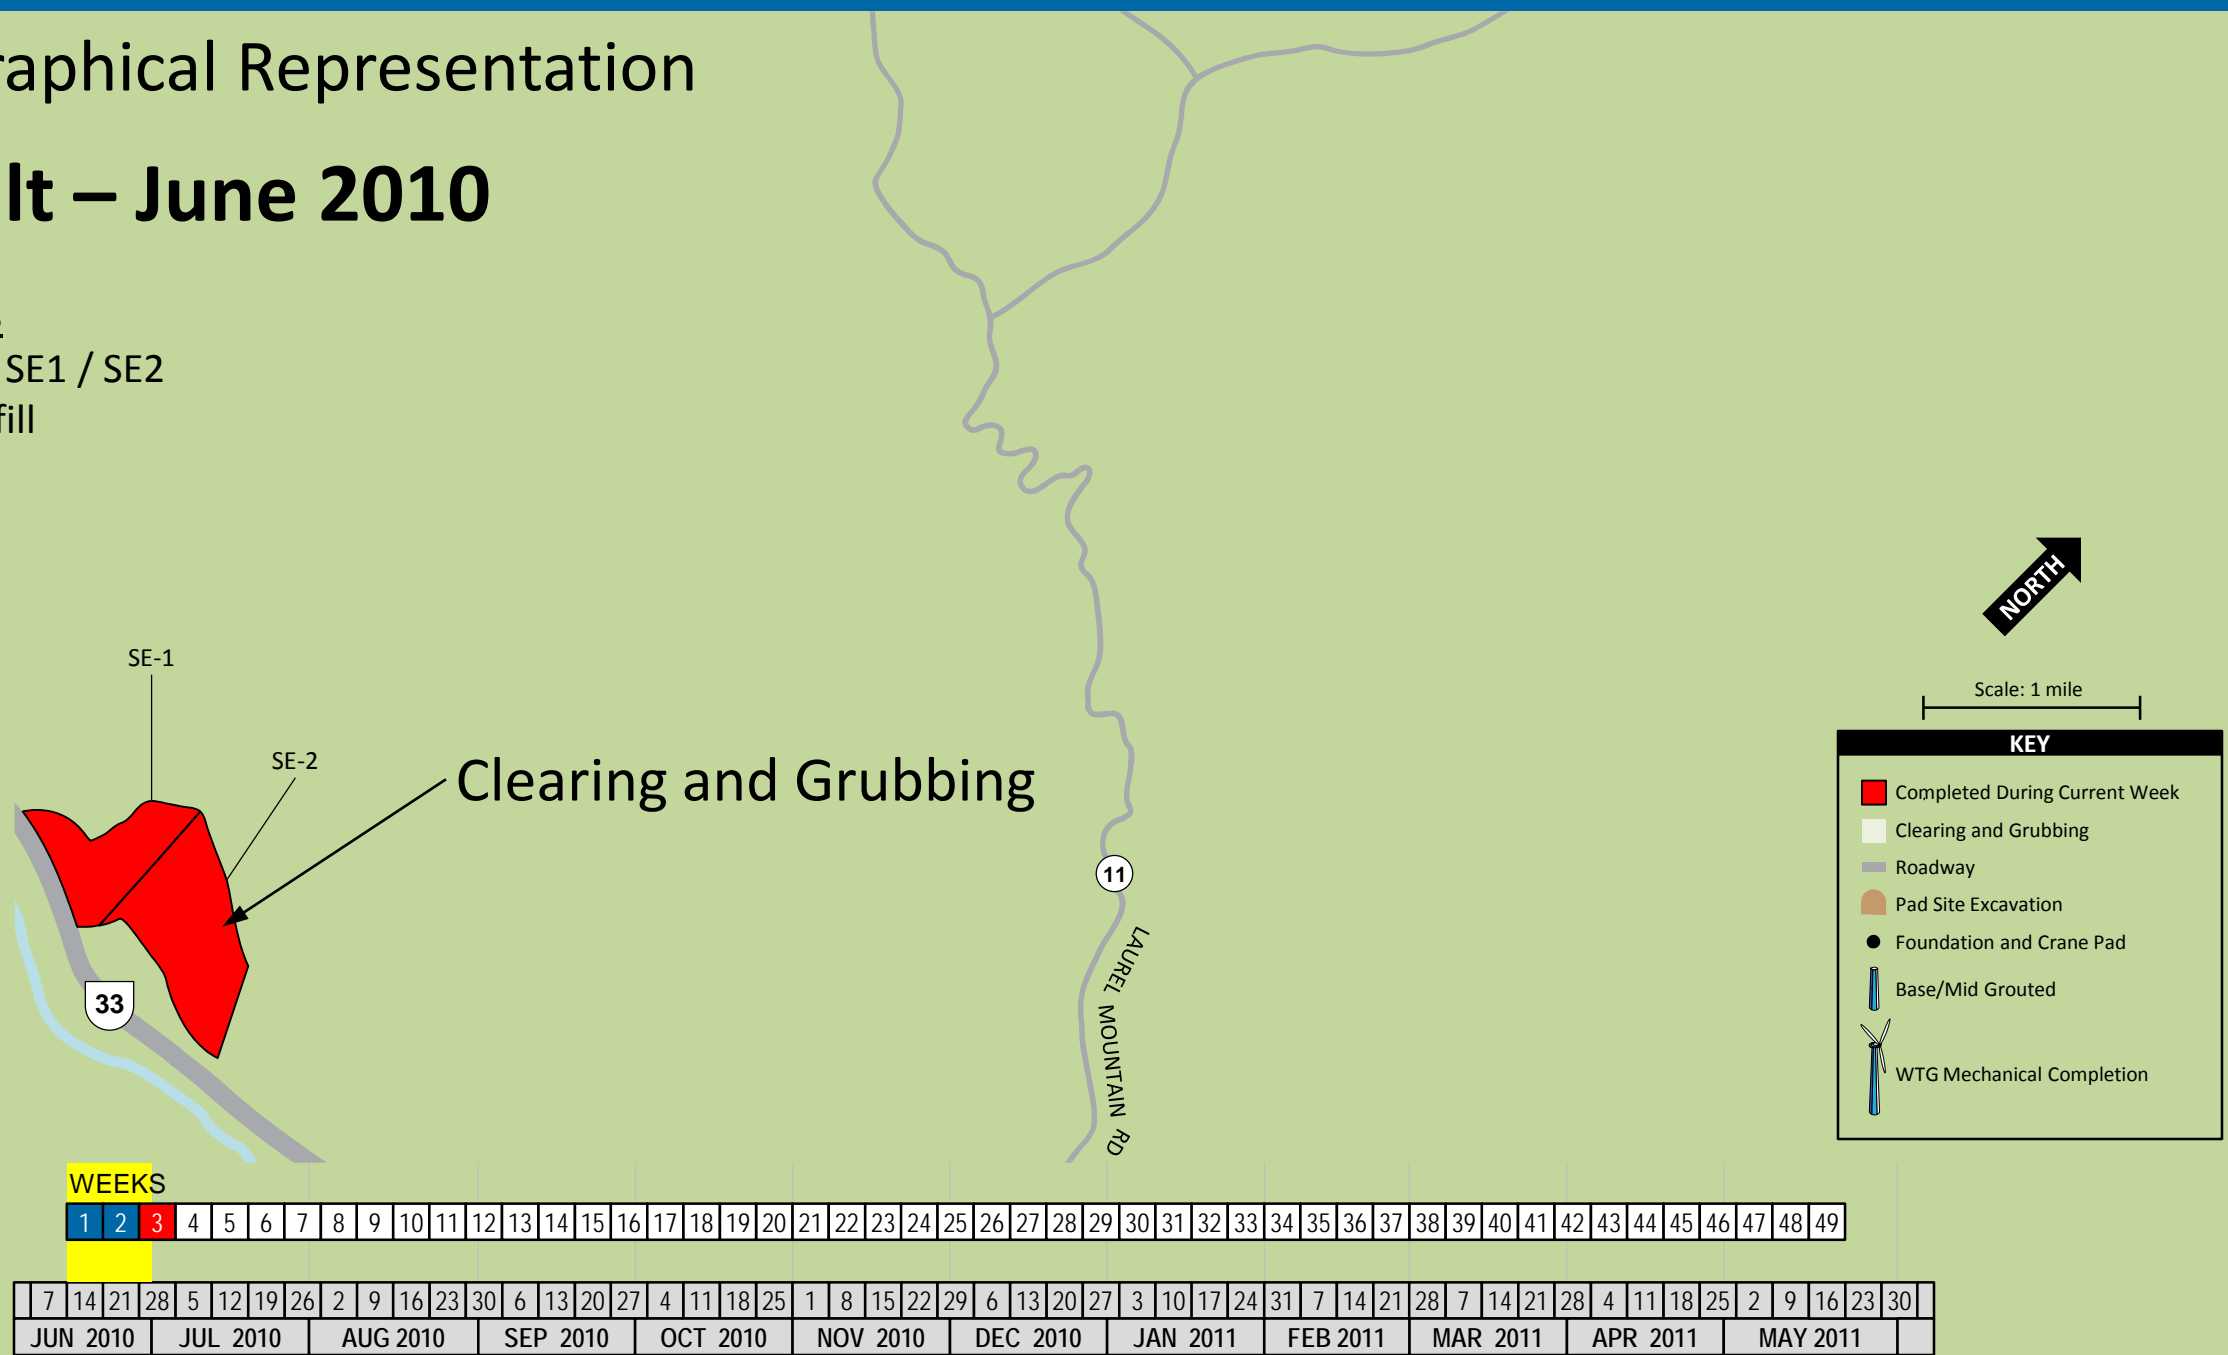 raphical Representation
lt – June 2010
SE1 / SE2
fill
NORTH
Scale: 1 mile
SE-1
SE-2
Clearing and Grubbing
KEY
Completed During Current Week
Clearing and Grubbing
Roadway
Pad Site Excavation
Foundation and Crane Pad
Base/Mid Grouted
WTG Mechanical Completion
11
LAUREL MOUNTAIN RD
33
WEEKS
1 2 3 4 5 6 7 8 9 10 11 12 13 14 15 16 17 18 19 20 21 22 23 24 25 26 27 28 29 30 31 32 33 34 35 36 37 38 39 40 41 42 43 44 45 46 47 48 49
7 14 21 28 5 12 19 26 2 9 16 23 30 6 13 20 27 4 11 18 25 1 8 15 22 29 6 13 20 27 3 10 17 24 31 7 14 21 28 7 14 21 28 4 11 18 25 2 9 16 23 30
JUN 2010 JUL 2010 AUG 2010 SEP 2010 OCT 2010 NOV 2010 DEC 2010 JAN 2011 FEB 2011 MAR 2011 APR 2011 MAY 2011